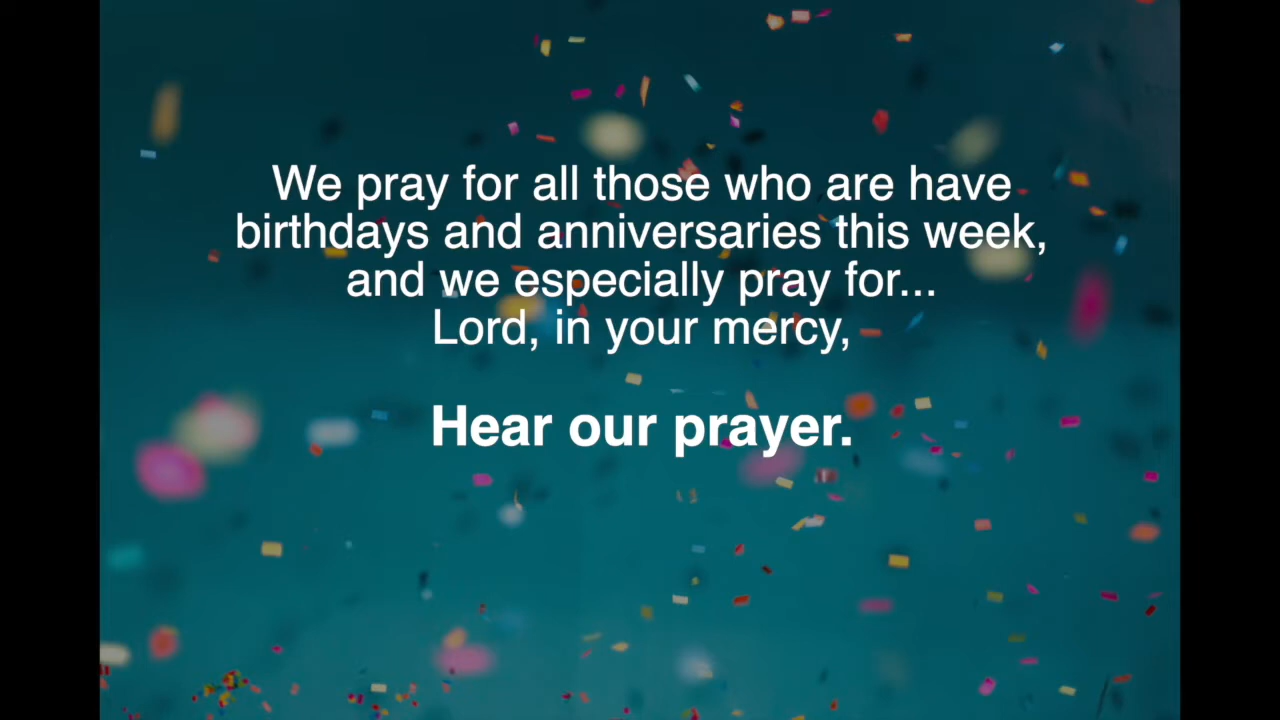 We pray for all those who are have
birthdays and anniversaries this week,
and we especially pray for...
Lord, in your mercy,
Hear our prayer.